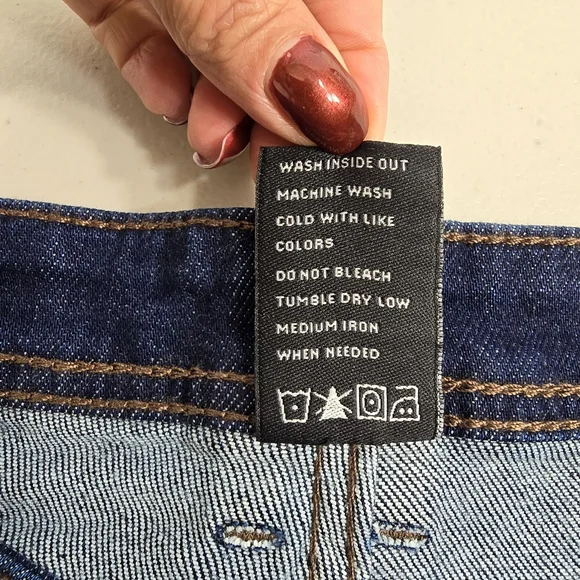 WASH INSIDE OUT
MACHINE WASH
COLD WITH LIKE
COLORS
DO NOT BLEACH
TUMBLE DRY LOW
MEDIUM IRON
WHEN NEEDED